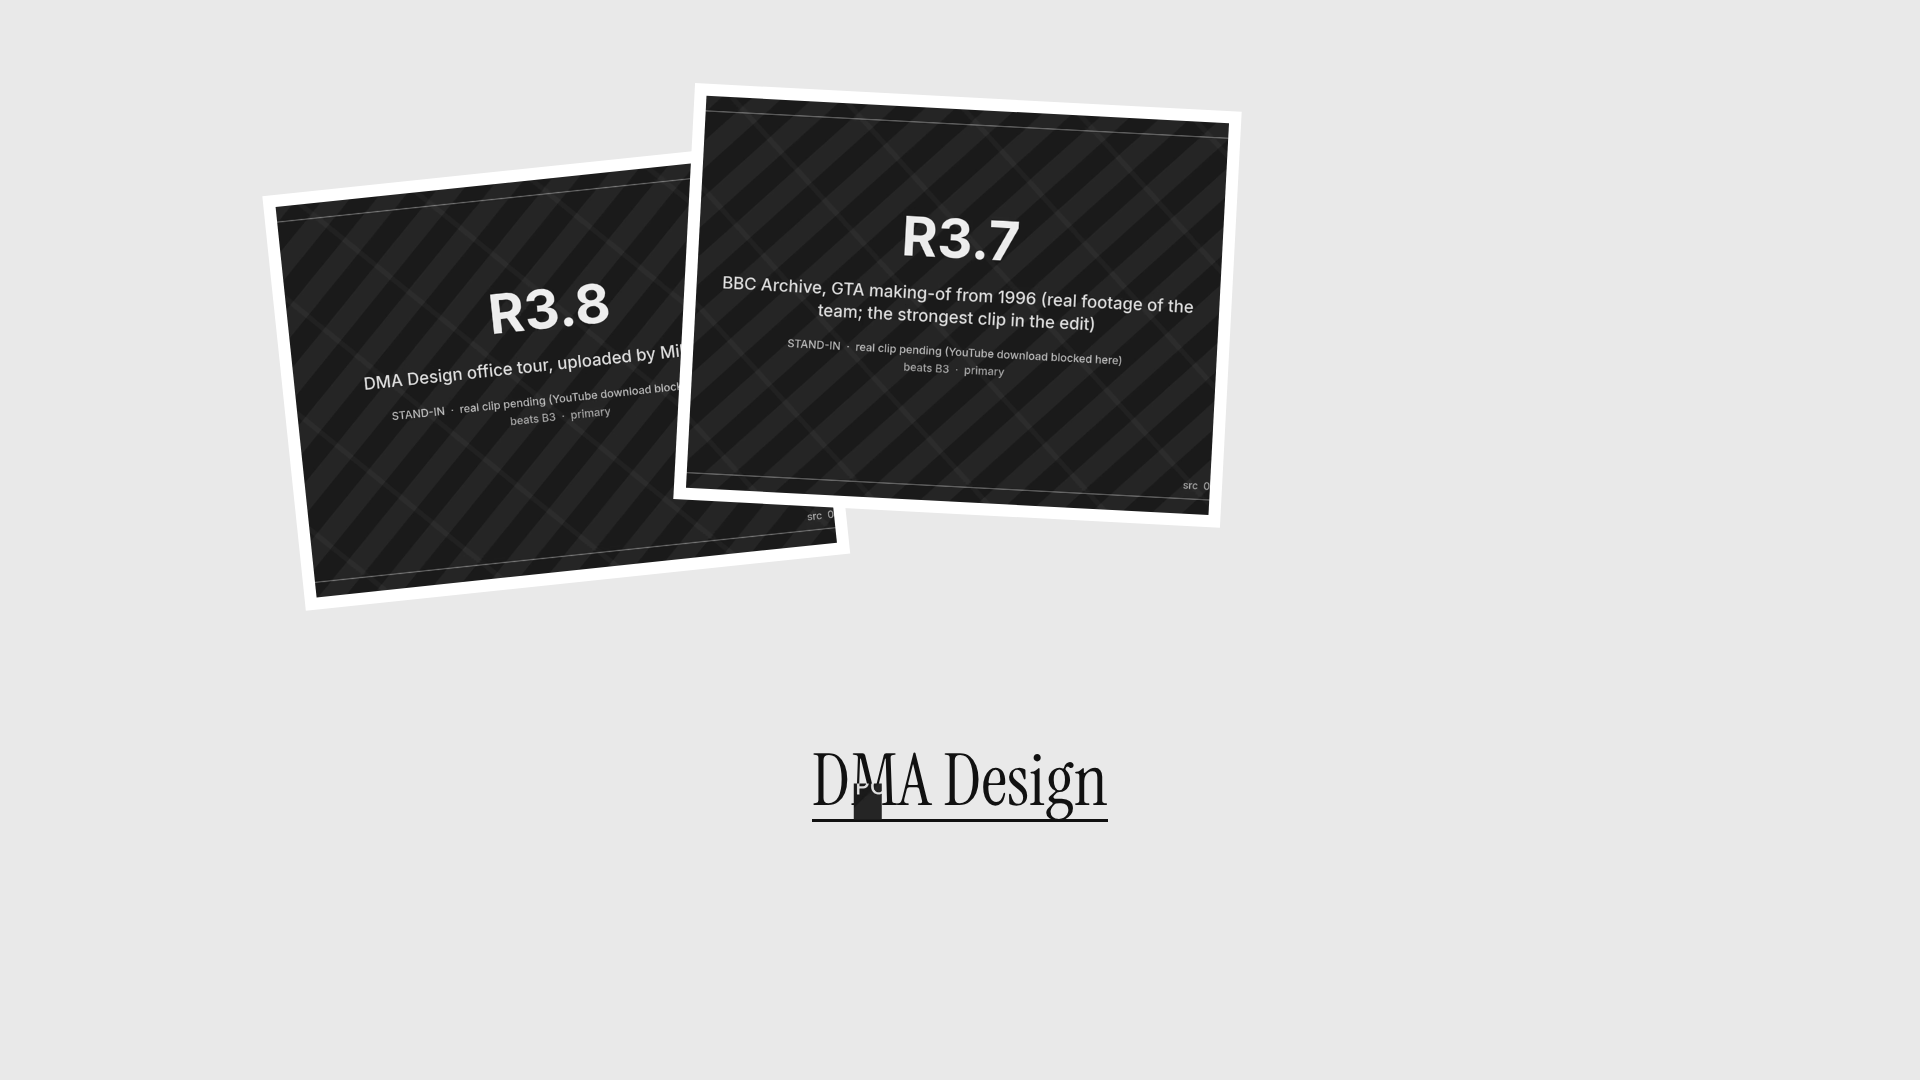 R3.8
DMA Design office tour, uploaded by
STAND-IN · real clip pending (YouTube download
beats B3 · primary
src
R3.7
BBC Archive, GTA making-of from 1996 (real footage of the
team; the strongest clip in the edit)
STAND-IN · real clip pending (YouTube download blocked here)
beats B3 · primary
src
DMA Design